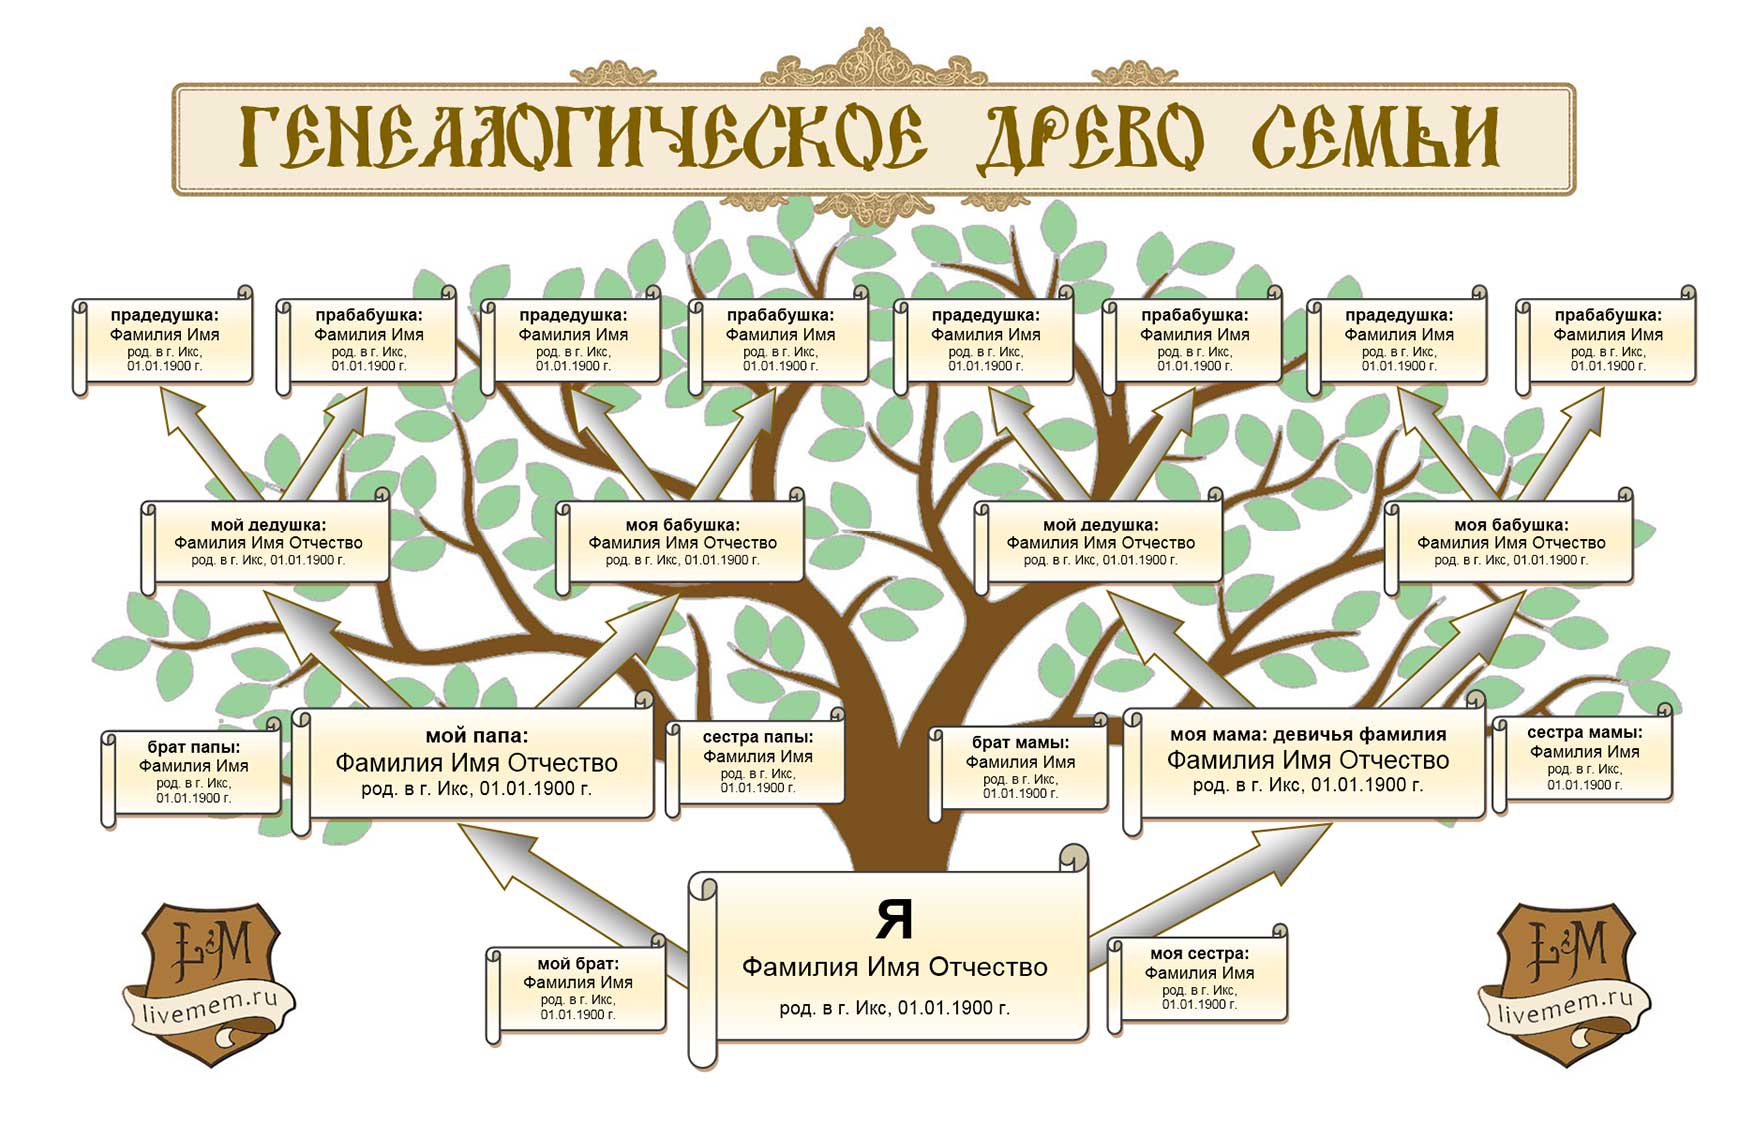 ГЕНЕАЛОГИЧЕСКОЕ ДРЕВО СЕМЬИ
прадедушка:
Фамилия Имя
род. в г. Икс,
01.01.1900 г.
прабабушка:
Фамилия Имя
род. в г. Икс,
01.01.1900 г.
прадедушка:
Фамилия Имя
род. в г. Икс,
01.01.1900 г.
прабабушка:
Фамилия Имя
род. в г. Икс,
01.01.1900 г.
прадедушка:
Фамилия Имя
род. в г. Икс,
01.01.1900 г.
прабабушка:
Фамилия Имя
род. в г. Икс,
01.01.1900 г.
прадедушка:
Фамилия Имя
род. в г. Икс,
01.01.1900 г.
прабабушка:
Фамилия Имя
род. в г. Икс,
01.01.1900 г.
мой дедушка:
Фамилия Имя Отчество
род. в г. Икс, 01.01.1900 г.
моя бабушка:
Фамилия Имя Отчество
род. в г. Икс, 01.01.1900 г.
мой дедушка:
Фамилия Имя Отчество
род. в г. Икс, 01.01.1900 г.
моя бабушка:
Фамилия Имя Отчество
род. в г. Икс, 01.01.1900 г.
брат папы:
Фамилия Имя
род. в г. Икс,
01.01.1900 г.
мой папа:
Фамилия Имя Отчество
род. в г. Икс, 01.01.1900 г.
сестра папы:
Фамилия Имя
род. в г. Икс,
01.01.1900 г.
брат мамы:
Фамилия Имя
род. в г. Икс,
01.01.1900 г.
моя мама: девичья фамилия
Фамилия Имя Отчество
род. в г. Икс, 01.01.1900 г.
сестра мамы:
Фамилия Имя
род. в г. Икс,
01.01.1900 г.
мой брат:
Фамилия Имя
род. в г. Икс,
01.01.1900 г.
Я
Фамилия Имя Отчество
род. в г. Икс, 01.01.1900 г.
моя сестра:
Фамилия Имя
род. в г. Икс,
01.01.1900 г.
L&M
livemem.ru
L&M
livemem.ru